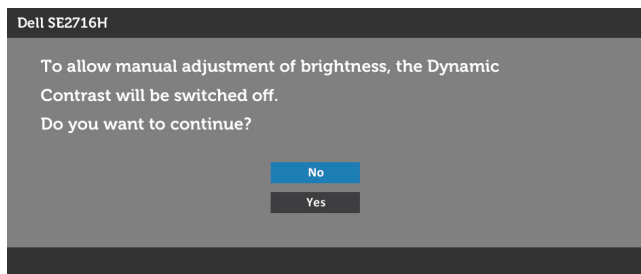 Dell SE2716H
To allow manual adjustment of brightness, the Dynamic
Contrast will be switched off.
Do you want to continue?
No
Yes